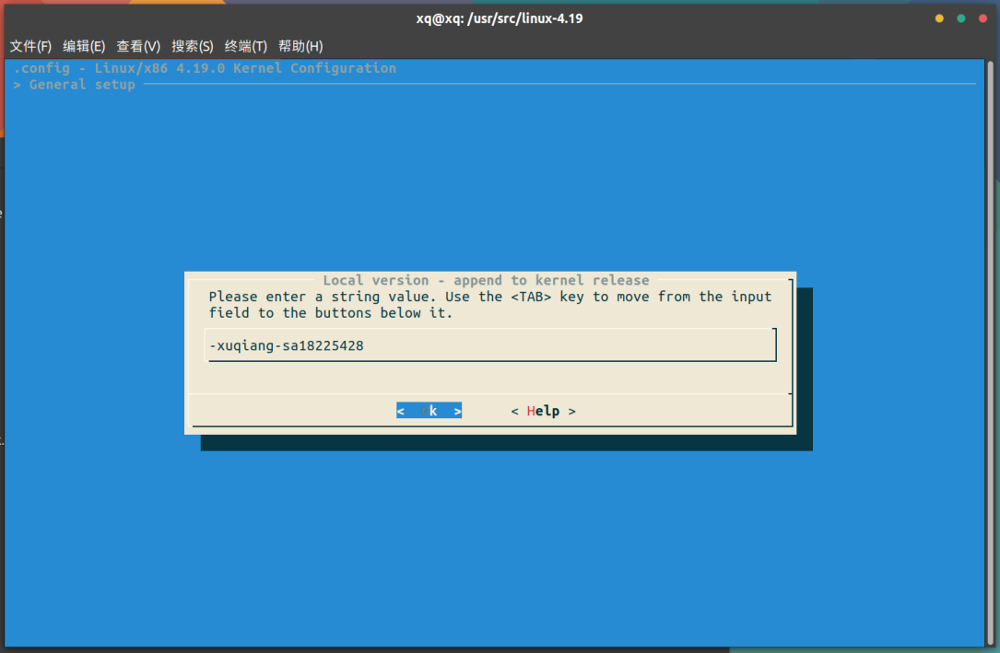 xq@xq: /usr/src/linux-4.19
文件(F) 编辑(E) 查看(V) 搜索(S) 终端(T) 帮助(H)
.config - Linux/x86 4.19.0 Kernel Configuration
> General setup
Local version - append to kernel release
Please enter a string value. Use the <TAB> key to move from the input
field to the buttons below it.
-xuqiang-sa18225428
< Ok > < Help >